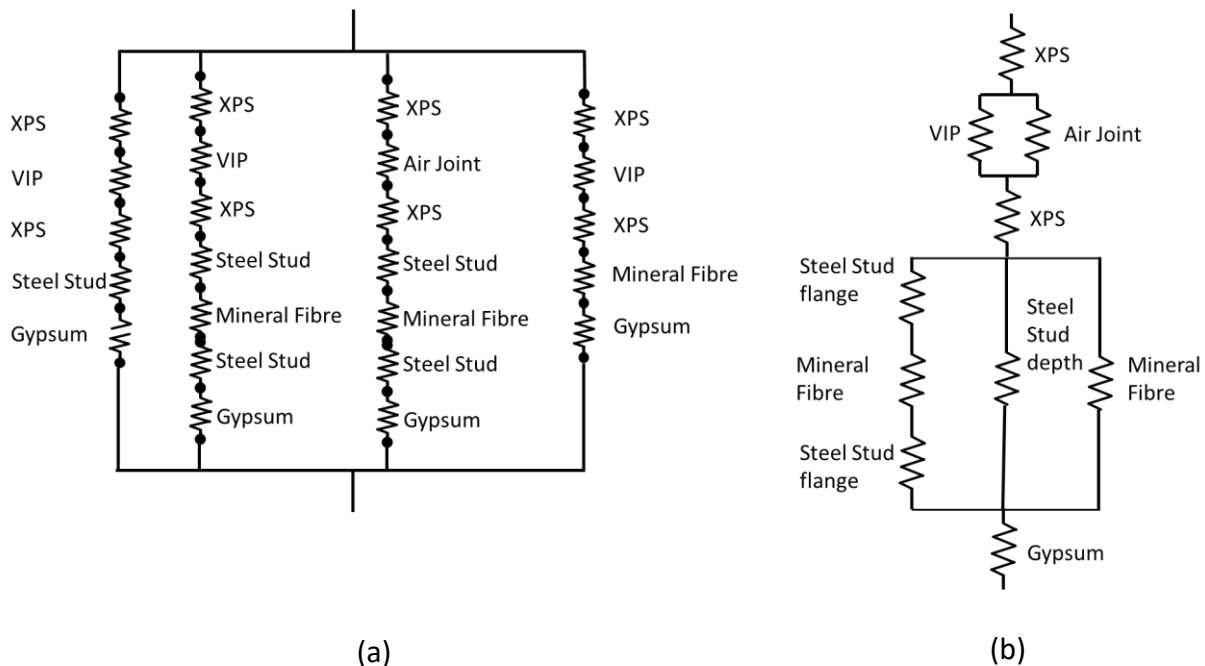 XPS
VIP
XPS
Steel Stud
Gypsum
XPS
VIP
XPS
Steel Stud
Mineral Fibre
Steel Stud
Gypsum
XPS
Air Joint
XPS
Steel Stud
Mineral Fibre
Steel Stud
Gypsum
XPS
VIP
XPS
Mineral Fibre
Gypsum
(a)
XPS
VIP
Air Joint
XPS
Steel Stud
flange
Mineral
Fibre
Steel Stud
flange
Steel
Stud
depth
Mineral
Fibre
Gypsum
(b)